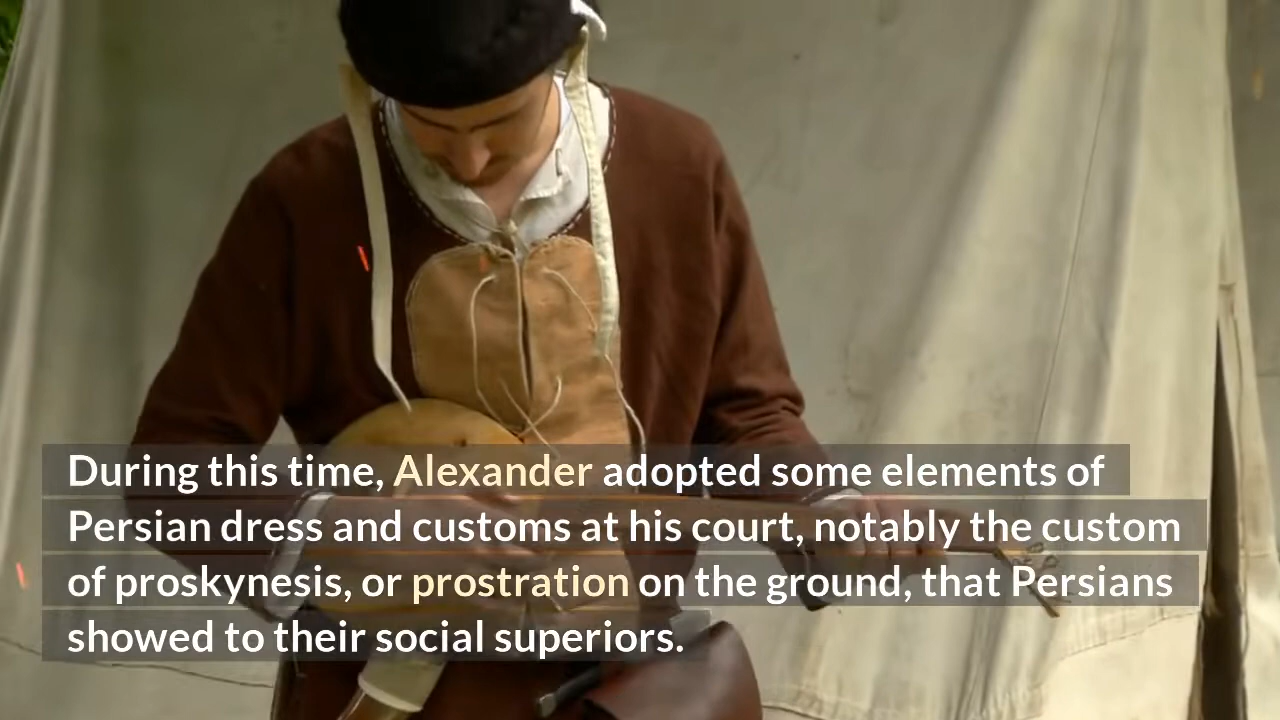 During this time, Alexander adopted some elements of
Persian dress and customs at his court, notably the custom
of proskynesis, or prostration on the ground, that Persians
showed to their social superiors.